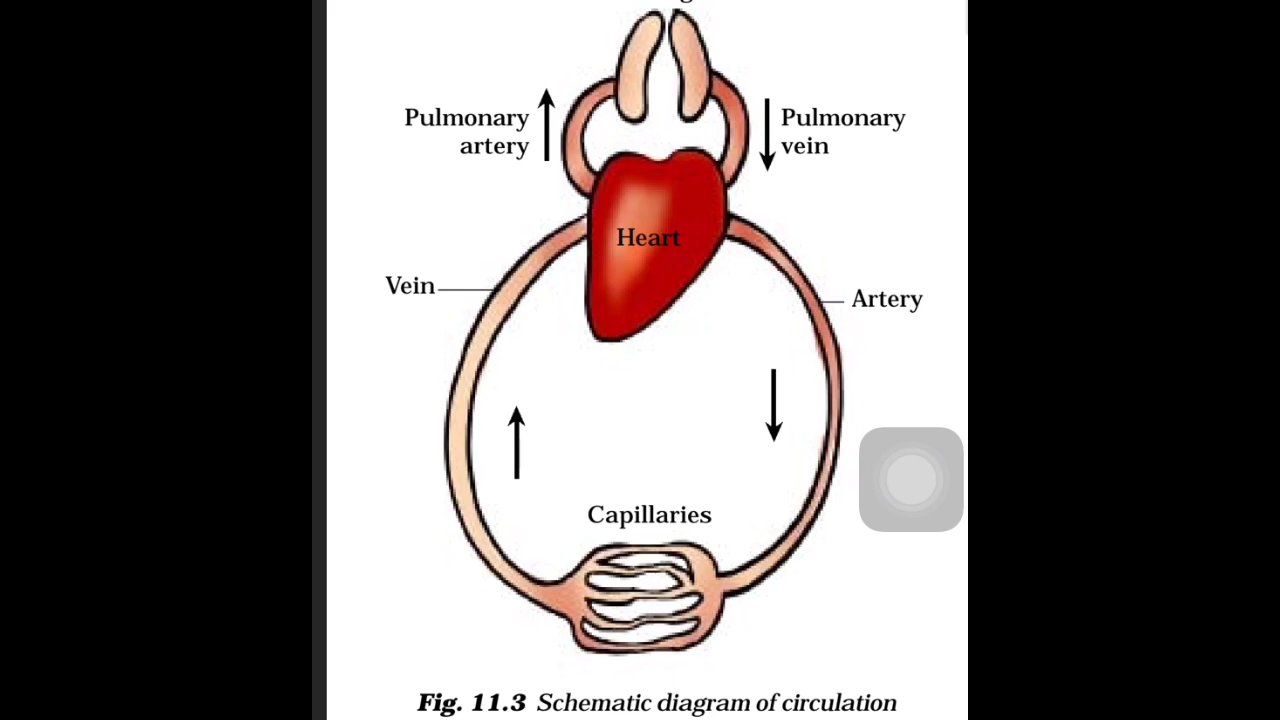 Pulmonary
artery
Pulmonary
vein
Heart
Vein
Artery
Capillaries
Fig. 11.3 Schematic diagram of circulation